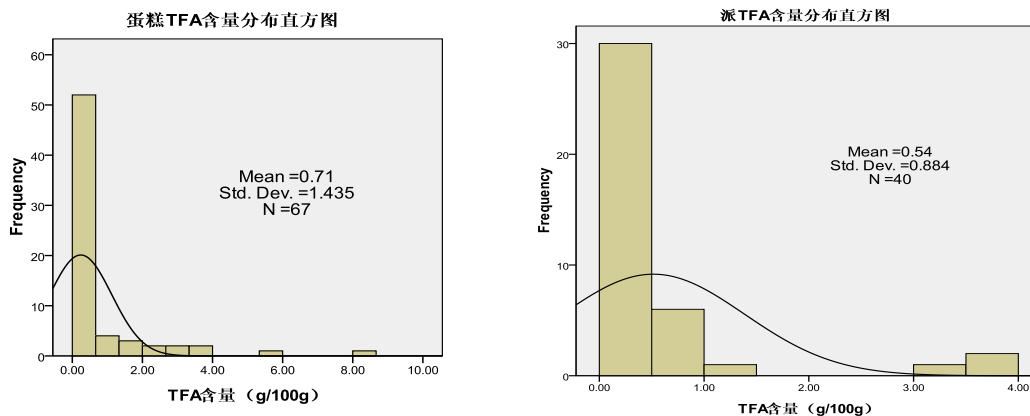 蛋糕TFA含量分布直方图
60
50
40
30
20
10
0
Frequency
Mean =0.71
Std. Dev. =1.435
N =67
0.00 2.00 4.00 6.00 8.00 10.00
TFA含量（g/100g）
派TFA含量分布直方图
30
20
10
0
Frequency
Mean =0.54
Std. Dev. =0.884
N =40
0.00 1.00 2.00 3.00 4.00
TFA含量（g/100g）